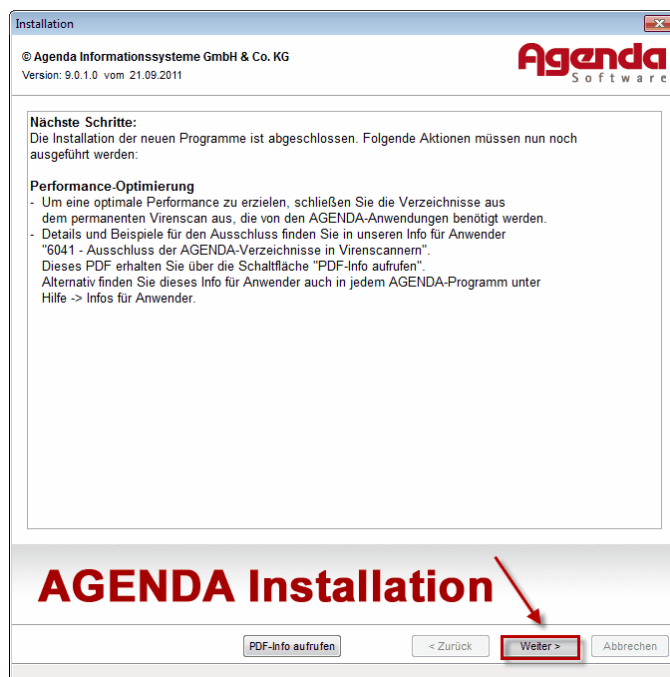 Installation
© Agenda Informationssysteme GmbH & Co. KG
Version: 9.0.1.0 vom 21.09.2011
Agenda
Software
Nächste Schritte:
Die Installation der neuen Programme ist abgeschlossen. Folgende Aktionen müssen nun noch
ausgeführt werden:
Performance-Optimierung
- Um eine optimale Performance zu erzielen, schließen Sie die Verzeichnisse aus
dem permanenten Virenscan aus, die von den AGENDA-Anwendungen benötigt werden.
- Details und Beispiele für den Ausschluss finden Sie in unseren Info für Anwender
"6041 - Ausschluss der AGENDA-Verzeichnisse in Virenscannern".
Dieses PDF erhalten Sie über die Schaltfläche "PDF-Info aufrufen".
Alternativ finden Sie dieses Info für Anwender auch in jedem AGENDA-Programm unter
Hilfe -> Infos für Anwender.
AGENDA Installation
PDF-Info aufrufen
< Zurück
Weiter >
Abbrechen